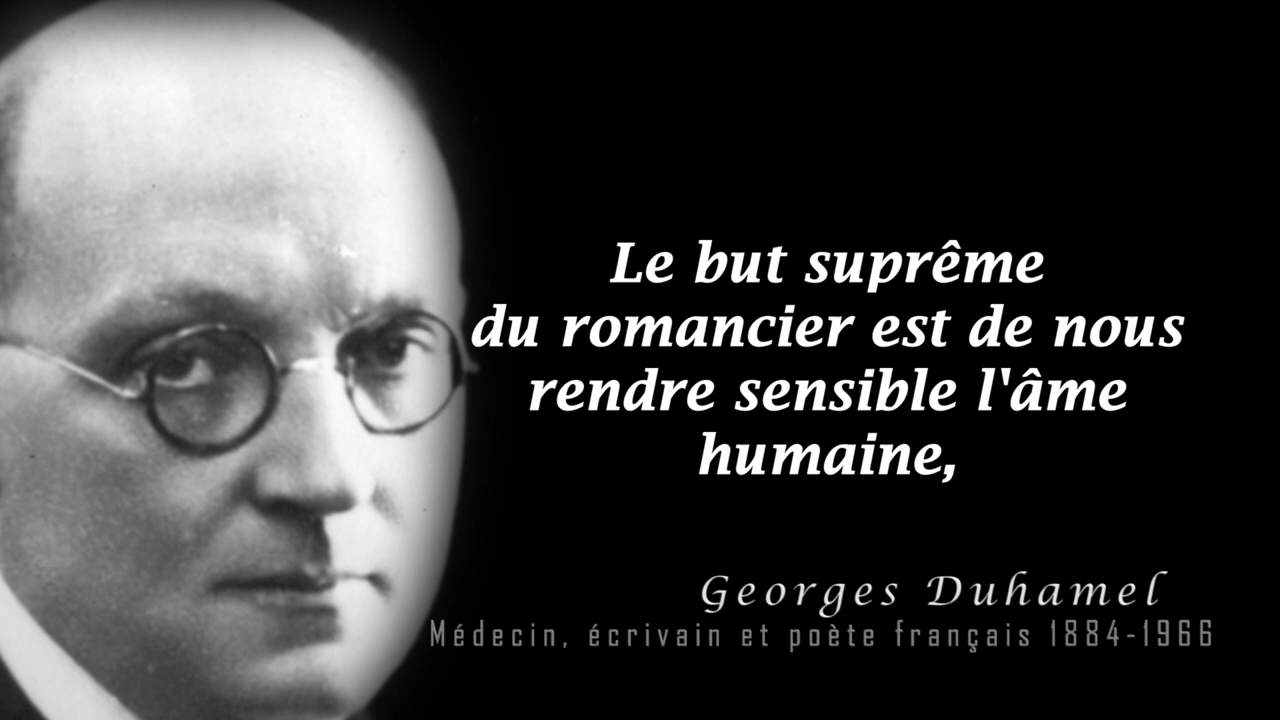 Le but suprême
du romancier est de nous
rendre sensible l'âme
humaine,
Georges Duhamel
Médecin, écrivain et poète français 1884-1966